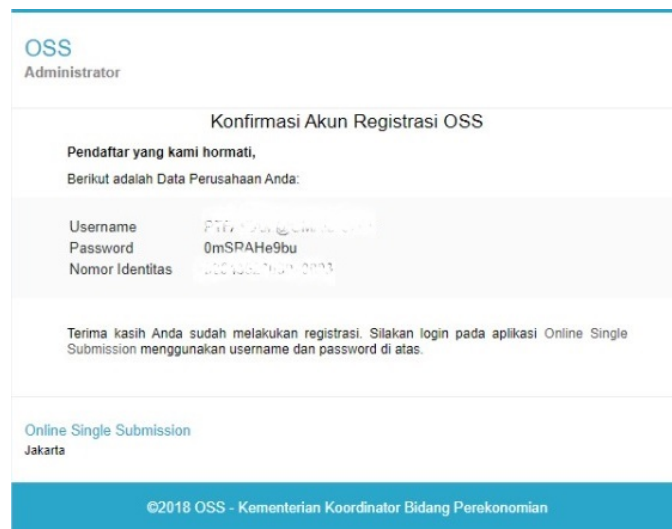 OSS
Administrator
Konfirmasi Akun Registrasi OSS
Pendaftar yang kami hormati,
Berikut adalah Data Perusahaan Anda:
Username
Password 0mSRAHe9bu
Nomor Identitas
Terima kasih Anda sudah melakukan registrasi. Silakan login pada aplikasi Online Single
Submission menggunakan username dan password di atas.
Online Single Submission
Jakarta
©2018 OSS - Kementerian Koordinator Bidang Perekonomian